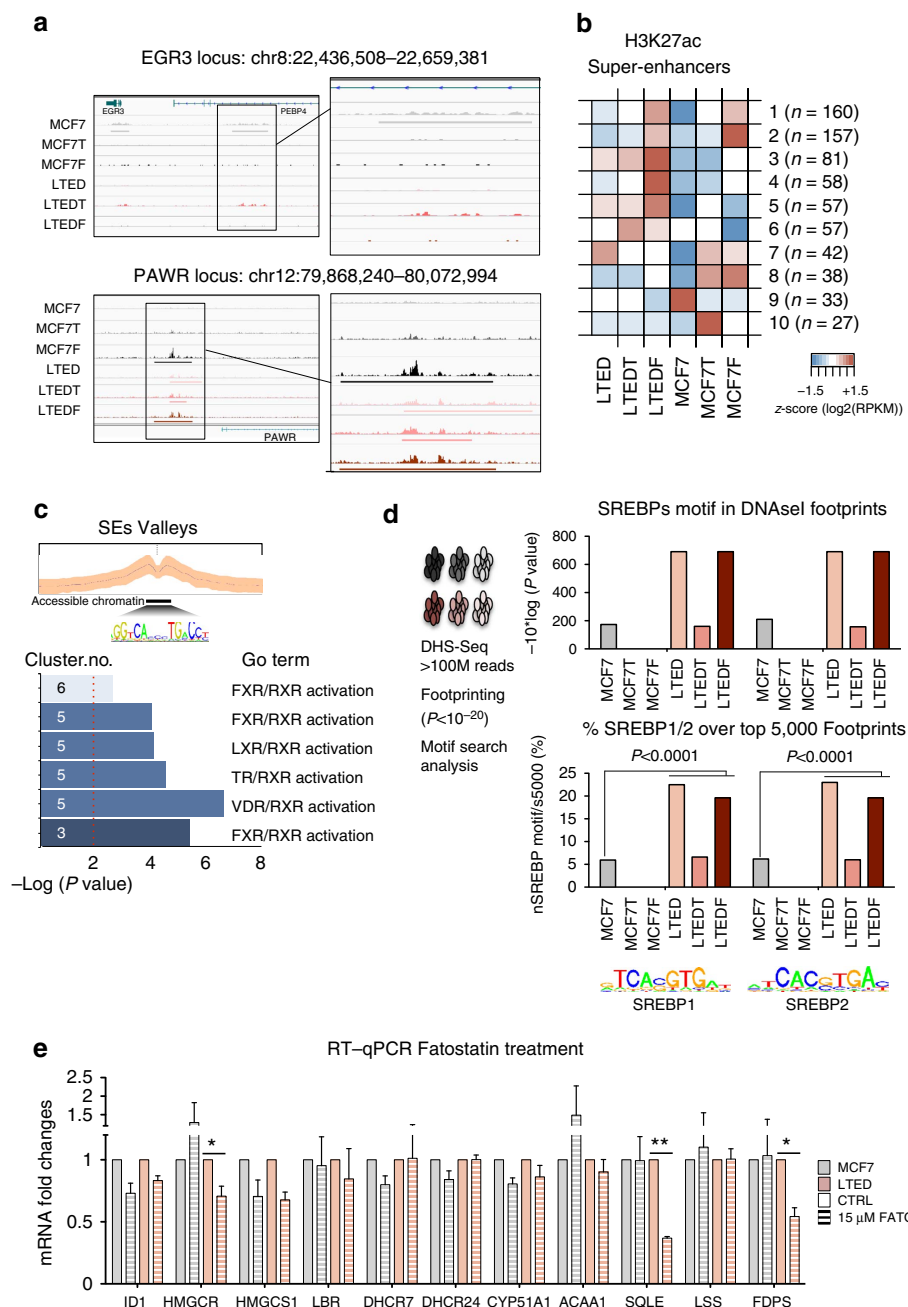 a
EGR3 locus: chr8:22,436,508–22,659,381
EGR3
PEBP4
MCF7
MCF7T
MCF7F
LTED
LTEDT
LTEDF
PAWR locus: chr12:79,868,240–80,072,994
MCF7
MCF7T
MCF7F
LTED
LTEDT
LTEDF
PAWR
b
H3K27ac
Super-enhancers
1 (n = 160)
2 (n = 157)
3 (n = 81)
4 (n = 58)
5 (n = 57)
6 (n = 57)
7 (n = 42)
8 (n = 38)
9 (n = 33)
10 (n = 27)
LTED
LTEDT
LTEDF
MCF7
MCF7T
MCF7F
−1.5 +1.5
z-score (log2(RPKM))
c
SEs Valleys
Accessible chromatin
Cluster.no. Go term
6 FXR/RXR activation
5 FXR/RXR activation
5 LXR/RXR activation
5 TR/RXR activation
5 VDR/RXR activation
3 FXR/RXR activation
2 4 6 8
–Log (P value)
d
DHS-Seq
>100M reads
Footprinting
(P<10−20)
Motif search
analysis
SREBPs motif in DNAseI footprints
–10*log (P value)
800
600
400
200
0
MCF7
MCF7T
MCF7F
LTED
LTEDT
LTEDF
MCF7
MCF7T
MCF7F
LTED
LTEDT
LTEDF
% SREBP1/2 over top 5,000 Footprints
P<0.0001 P<0.0001
nSREBP motif/s5000 (%)
25
20
15
10
5
0
MCF7
MCF7T
MCF7F
LTED
LTEDT
LTEDF
MCF7
MCF7T
MCF7F
LTED
LTEDT
LTEDF
SREBP1 SREBP2
e
RT–qPCR Fatostatin treatment
mRNA fold changes
2.5
2
1.5
1
1
0.5
0
* ** *
MCF7
LTED
CTRL
15 μM FATO
ID1 HMGCR HMGCS1 LBR DHCR7 DHCR24 CYP51A1 ACAA1 SQLE LSS FDPS